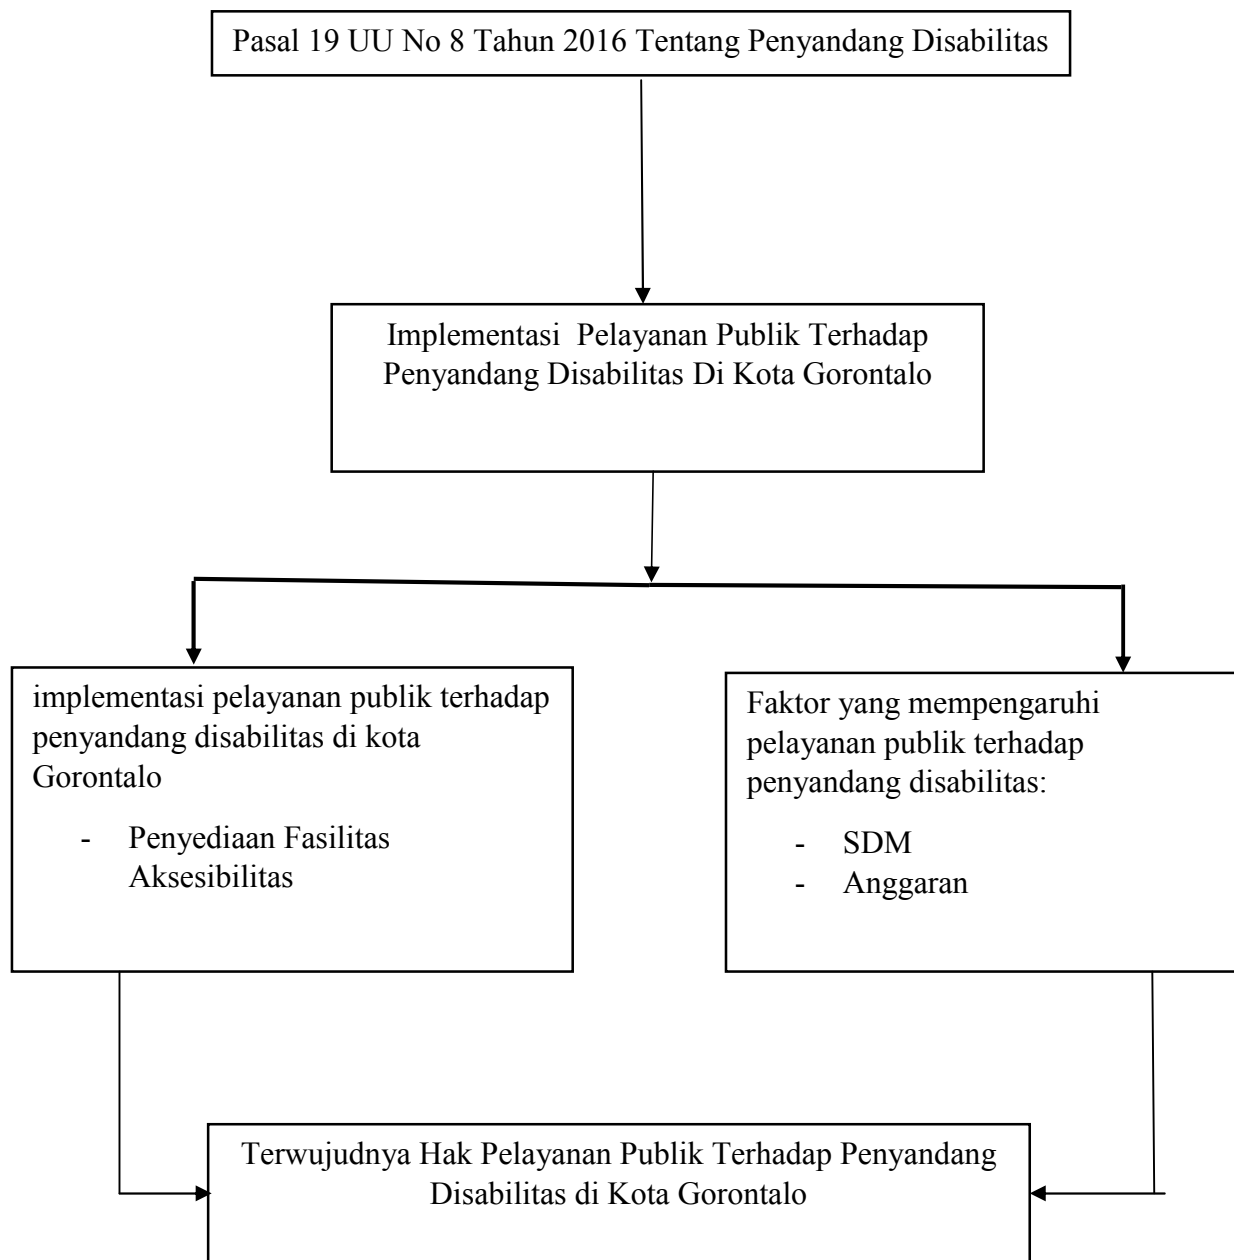 Pasal 19 UU No 8 Tahun 2016 Tentang Penyandang Disabilitas
Implementasi Pelayanan Publik Terhadap
Penyandang Disabilitas Di Kota Gorontalo
implementasi pelayanan publik terhadap
penyandang disabilitas di kota
Gorontalo
- Penyediaan Fasilitas
Aksesibilitas
Faktor yang mempengaruhi
pelayanan publik terhadap
penyandang disabilitas:
- SDM
- Anggaran
Terwujudnya Hak Pelayanan Publik Terhadap Penyandang
Disabilitas di Kota Gorontalo